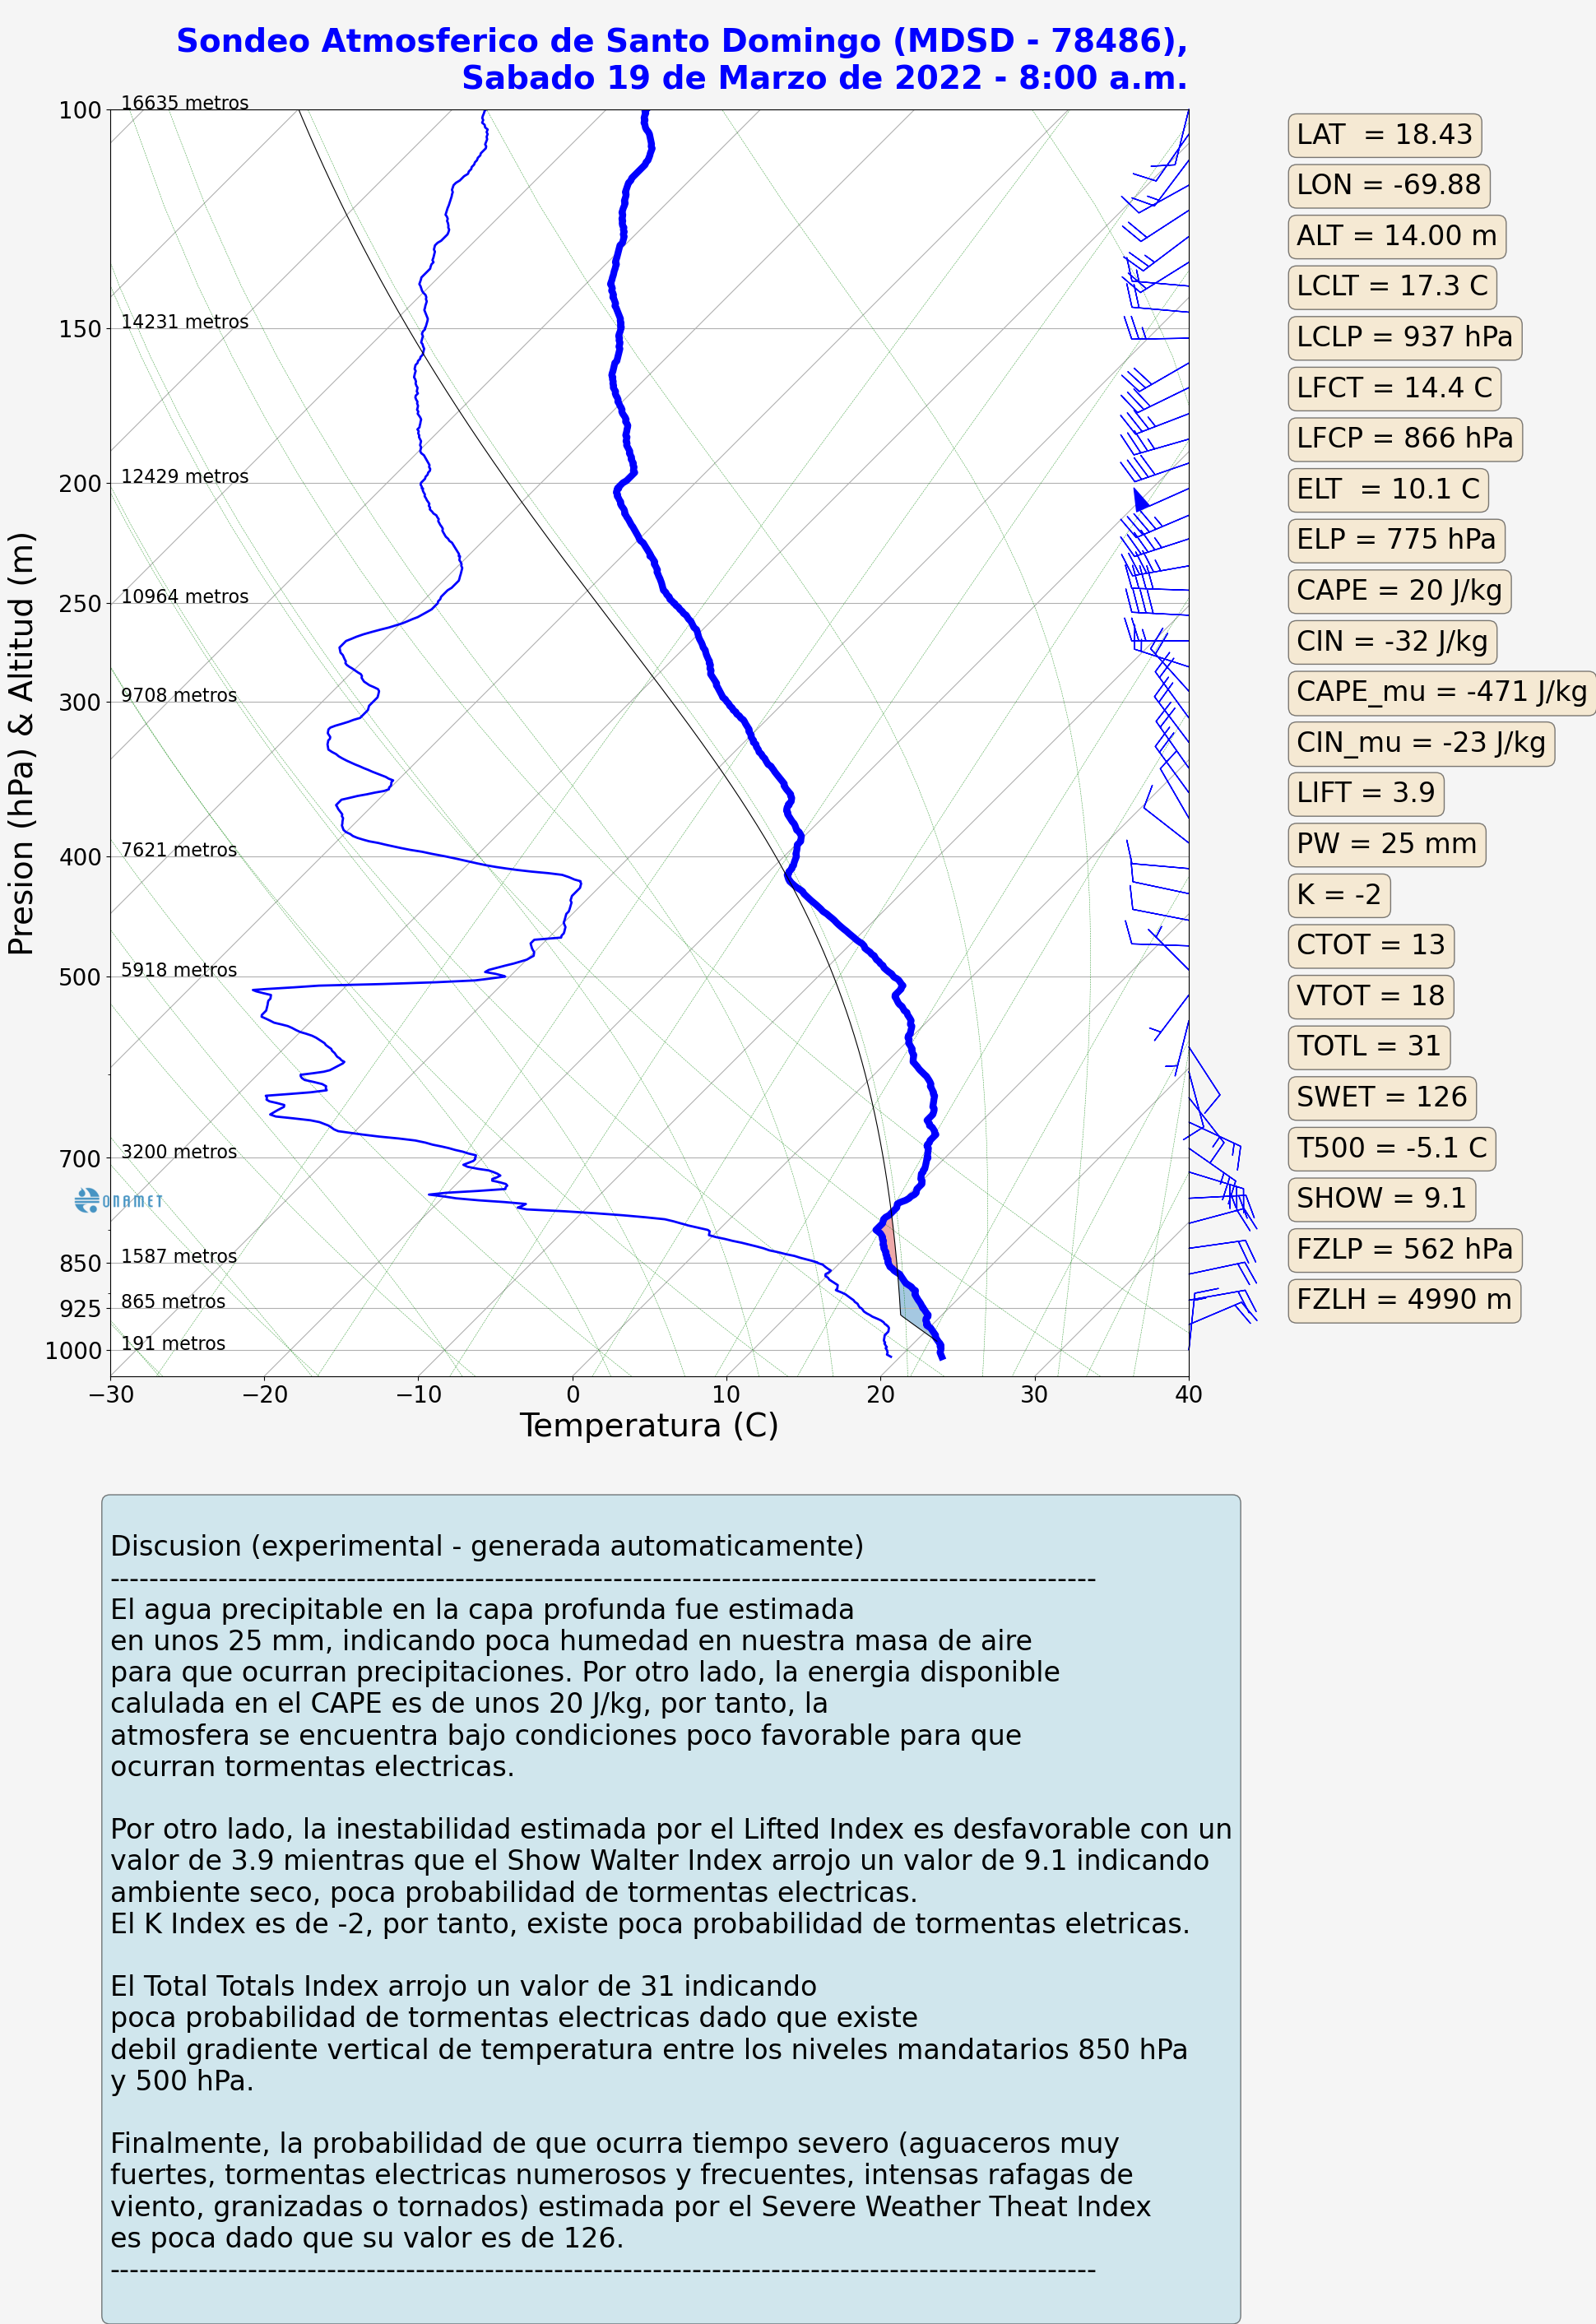 Sondeo Atmosferico de Santo Domingo (MDSD - 78486),
Sabado 19 de Marzo de 2022 - 8:00 a.m.
Presion (hPa) & Altitud (m)
100
150
200
250
300
400
500
700
850
925
1000
16635 metros
14231 metros
12429 metros
10964 metros
9708 metros
7621 metros
5918 metros
3200 metros
1587 metros
865 metros
191 metros
ONAMET
−30 −20 −10 0 10 20 30 40
Temperatura (C)
LAT = 18.43
LON = -69.88
ALT = 14.00 m
LCLT = 17.3 C
LCLP = 937 hPa
LFCT = 14.4 C
LFCP = 866 hPa
ELT = 10.1 C
ELP = 775 hPa
CAPE = 20 J/kg
CIN = -32 J/kg
CAPE_mu = -471 J/kg
CIN_mu = -23 J/kg
LIFT = 3.9
PW = 25 mm
K = -2
CTOT = 13
VTOT = 18
TOTL = 31
SWET = 126
T500 = -5.1 C
SHOW = 9.1
FZLP = 562 hPa
FZLH = 4990 m
Discusion (experimental - generada automaticamente)
----------------------------------------------------------------------------------------------------
El agua precipitable en la capa profunda fue estimada
en unos 25 mm, indicando poca humedad en nuestra masa de aire
para que ocurran precipitaciones. Por otro lado, la energia disponible
calulada en el CAPE es de unos 20 J/kg, por tanto, la
atmosfera se encuentra bajo condiciones poco favorable para que
ocurran tormentas electricas.
Por otro lado, la inestabilidad estimada por el Lifted Index es desfavorable con un
valor de 3.9 mientras que el Show Walter Index arrojo un valor de 9.1 indicando
ambiente seco, poca probabilidad de tormentas electricas.
El K Index es de -2, por tanto, existe poca probabilidad de tormentas eletricas.
El Total Totals Index arrojo un valor de 31 indicando
poca probabilidad de tormentas electricas dado que existe
debil gradiente vertical de temperatura entre los niveles mandatarios 850 hPa
y 500 hPa.
Finalmente, la probabilidad de que ocurra tiempo severo (aguaceros muy
fuertes, tormentas electricas numerosos y frecuentes, intensas rafagas de
viento, granizadas o tornados) estimada por el Severe Weather Theat Index
es poca dado que su valor es de 126.
----------------------------------------------------------------------------------------------------